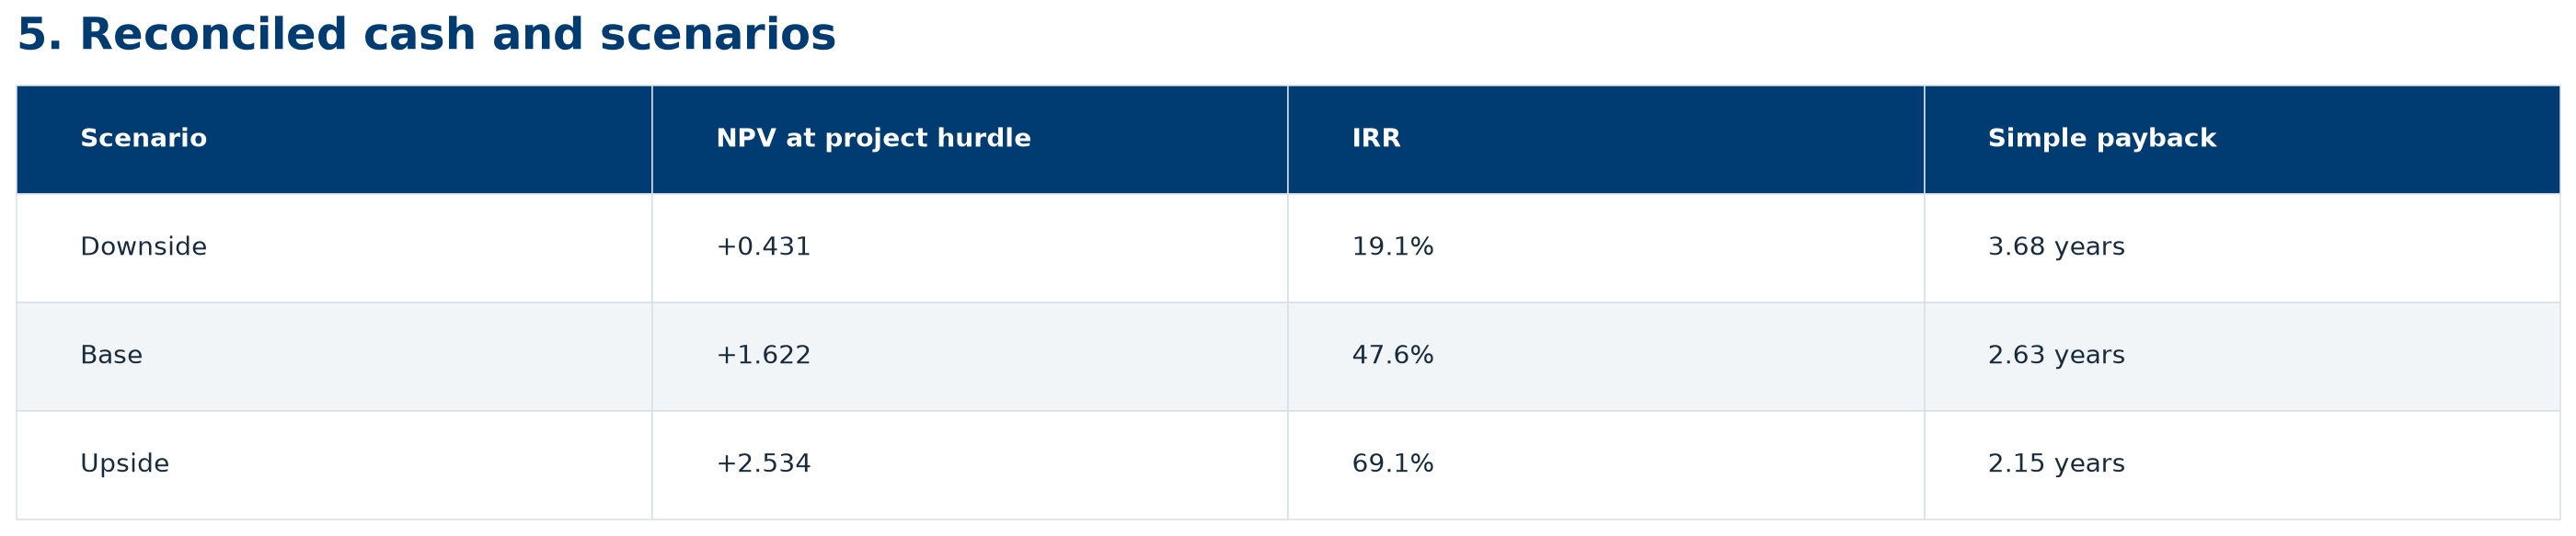 5. Reconciled cash and scenarios
Scenario NPV at project hurdle IRR Simple payback
Downside +0.431 19.1% 3.68 years
Base +1.622 47.6% 2.63 years
Upside +2.534 69.1% 2.15 years